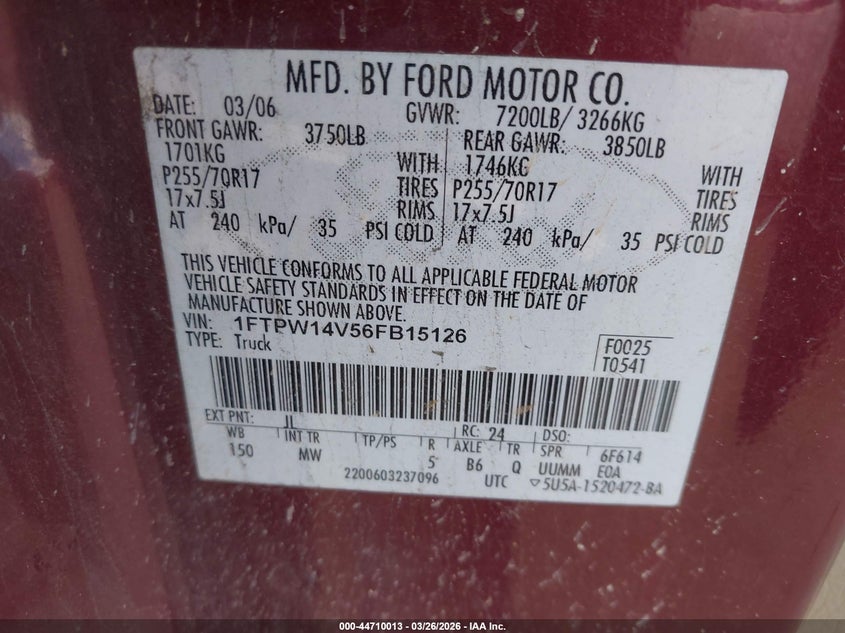 MFD. BY FORD MOTOR CO.
DATE: 03/06 GVWR: 7200LB/ 3266KG
FRONT GAWR: 3750LB REAR GAWR: 3850LB
1701KG WITH 1746KG WITH
P255/70R17 TIRES P255/70R17 TIRES
17x7.5J RIMS 17x7.5J RIMS
AT 240 kPa/ 35 PSI COLD AT 240 kPa/ 35 PSI COLD
THIS VEHICLE CONFORMS TO ALL APPLICABLE FEDERAL MOTOR
VEHICLE SAFETY STANDARDS IN EFFECT ON THE DATE OF
MANUFACTURE SHOWN ABOVE.
VIN: 1FTPW14V56FB15126
TYPE: Truck
F0025
T0541
EXT PNT: JL RC: 24 DSO:
WB INT TR TP/PS R AXLE TR SPR 6F614
150 MW 5 B6 Q UUMM E0A
2200603237096 UTC ▽5U5A-1520472-BA
000-44710013 — 03/26/2026 — IAA Inc.